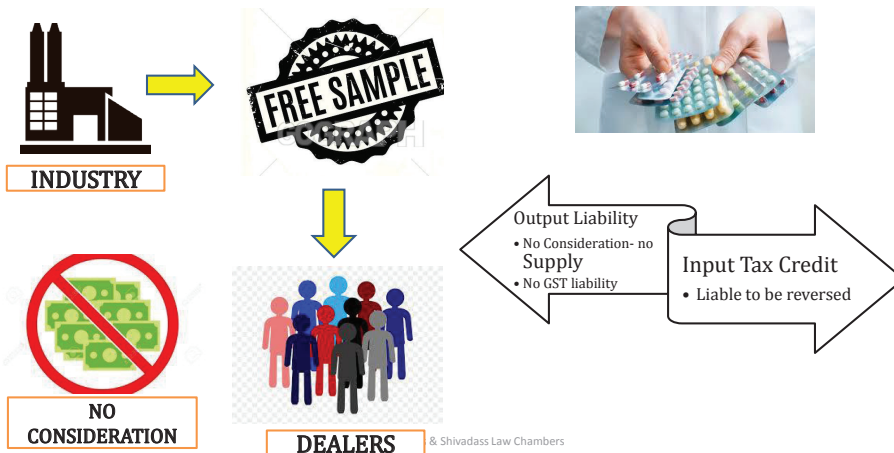 FREE SAMPLE
INDUSTRY
Output Liability
• No Consideration- no
Supply
• No GST liability
Input Tax Credit
• Liable to be reversed
NO
CONSIDERATION
DEALERS
& Shivadass Law Chambers